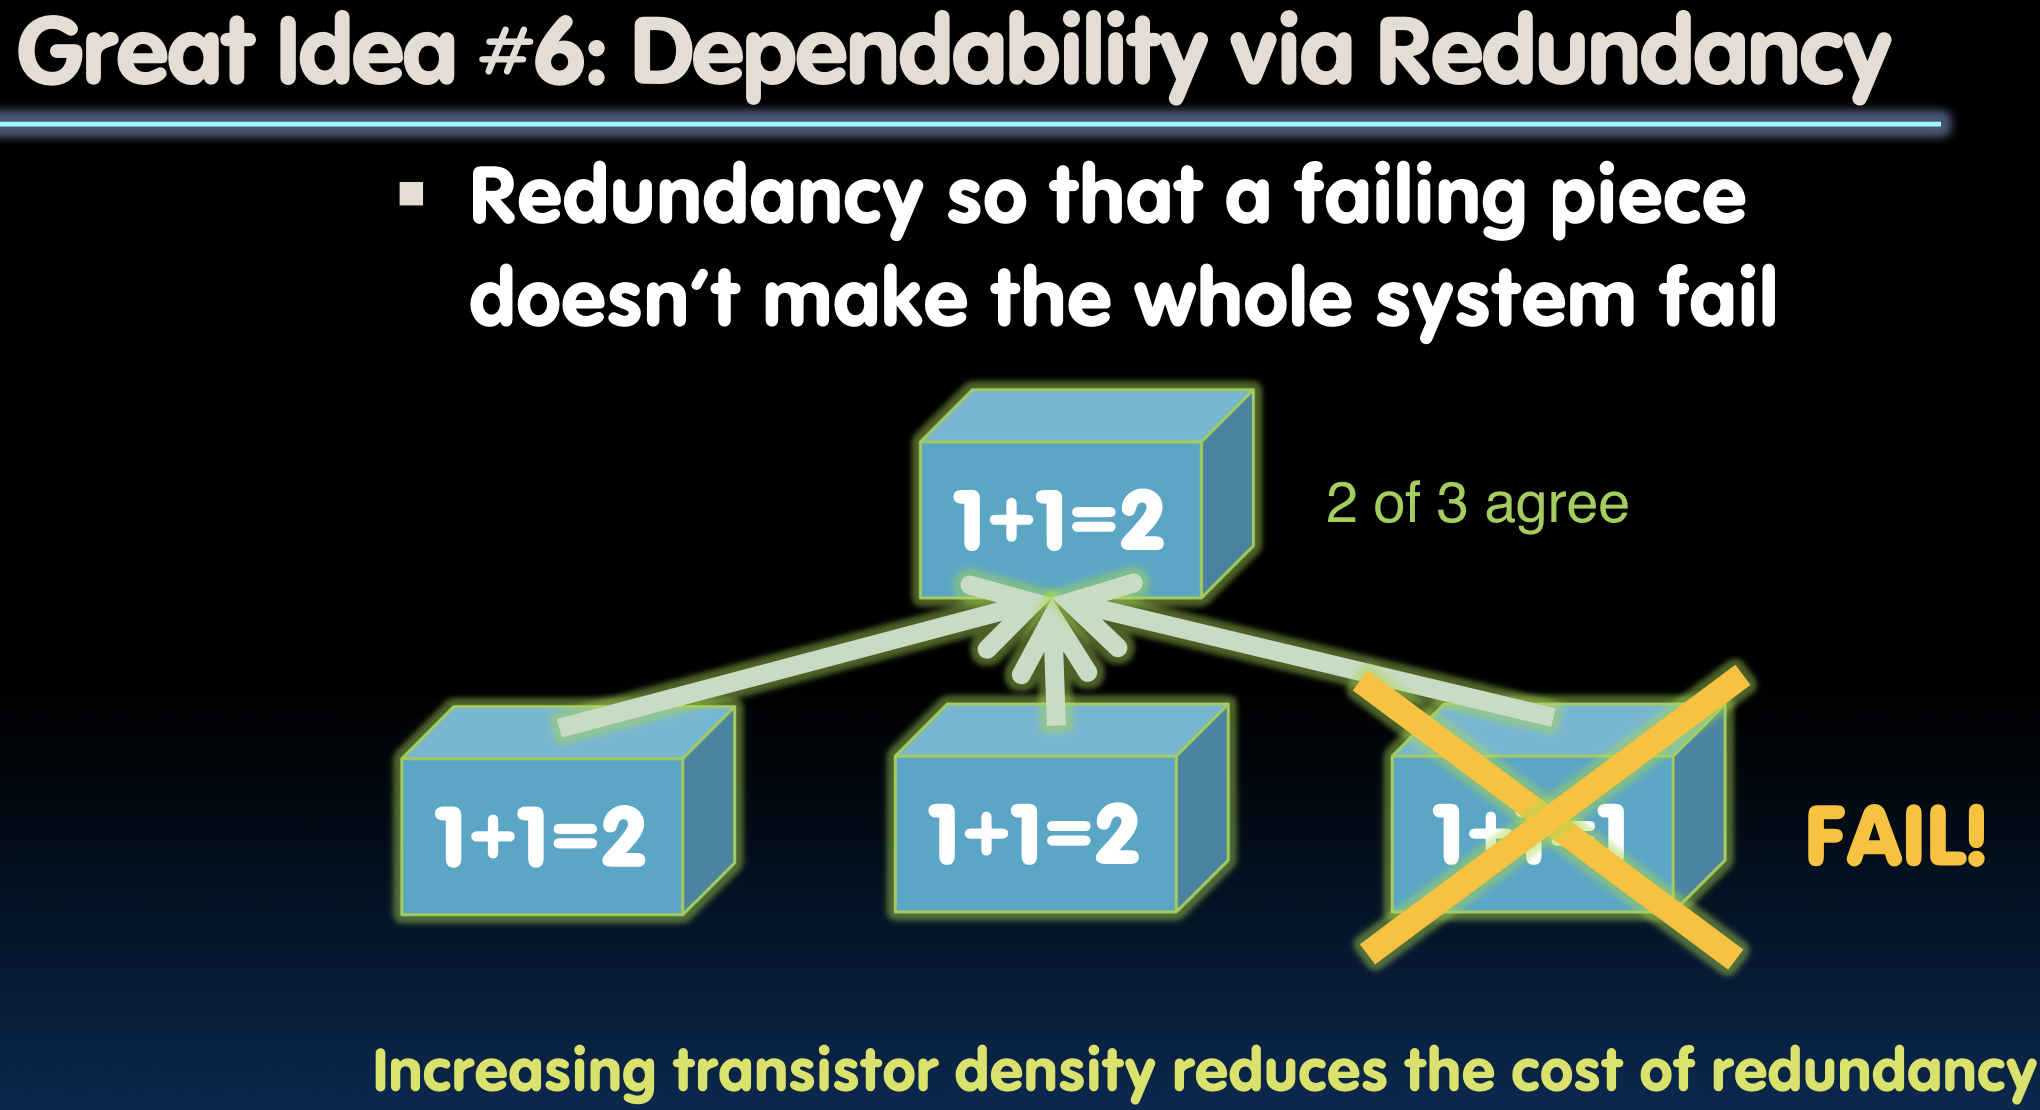 Great Idea #6: Dependability via Redundancy
▪ Redundancy so that a failing piece
doesn't make the whole system fail
1+1=2
2 of 3 agree
1+1=2
1+1=2
1+1=1
FAIL!
Increasing transistor density reduces the cost of redundancy